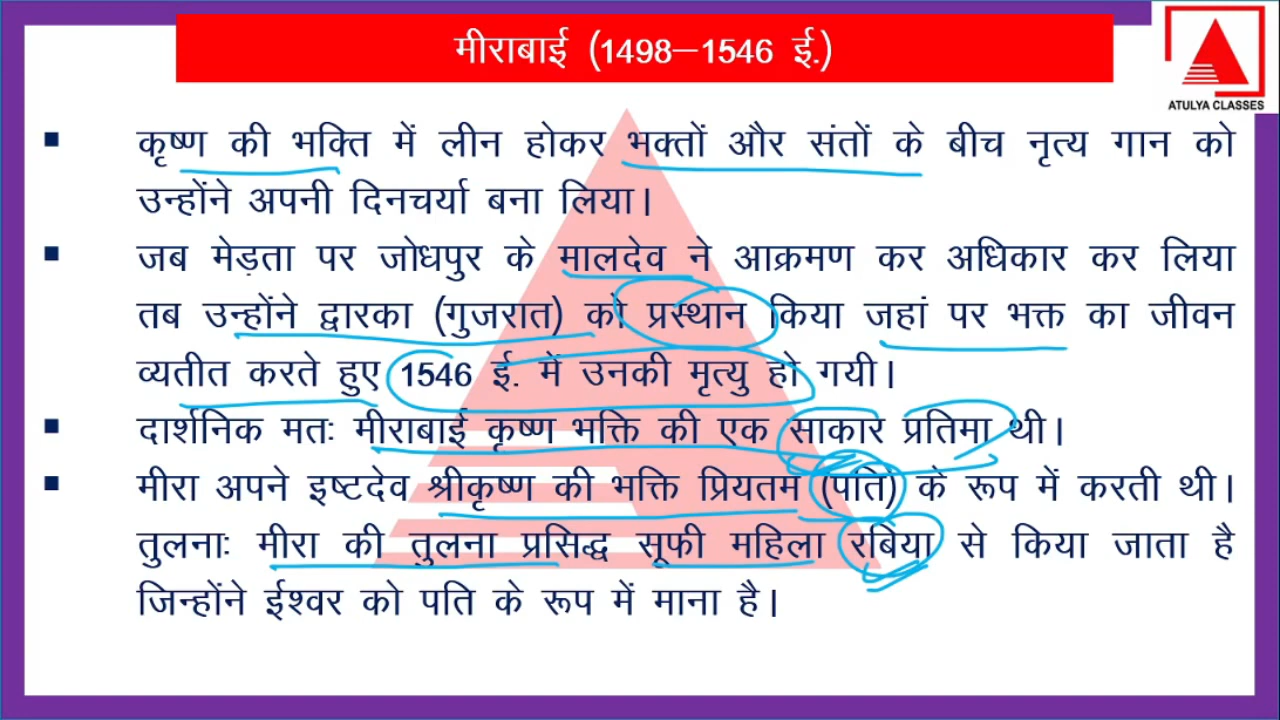 मीराबाई (1498–1546 ई.)
ATULYA CLASSES
▪ कृष्ण की भक्ति में लीन होकर भक्तों और संतों के बीच नृत्य गान को
उन्होंने अपनी दिनचर्या बना लिया।
▪ जब मेड़ता पर जोधपुर के मालदेव ने आक्रमण कर अधिकार कर लिया
तब उन्होंने द्वारका (गुजरात) को प्रस्थान किया जहां पर भक्त का जीवन
व्यतीत करते हुए 1546 ई. में उनकी मृत्यु हो गयी।
▪ दार्शनिक मतः मीराबाई कृष्ण भक्ति की एक साकार प्रतिमा थी।
▪ मीरा अपने इष्टदेव श्रीकृष्ण की भक्ति प्रियतम (पति) के रूप में करती थी।
तुलनाः मीरा की तुलना प्रसिद्ध सूफी महिला रबिया से किया जाता है
जिन्होंने ईश्वर को पति के रूप में माना है।